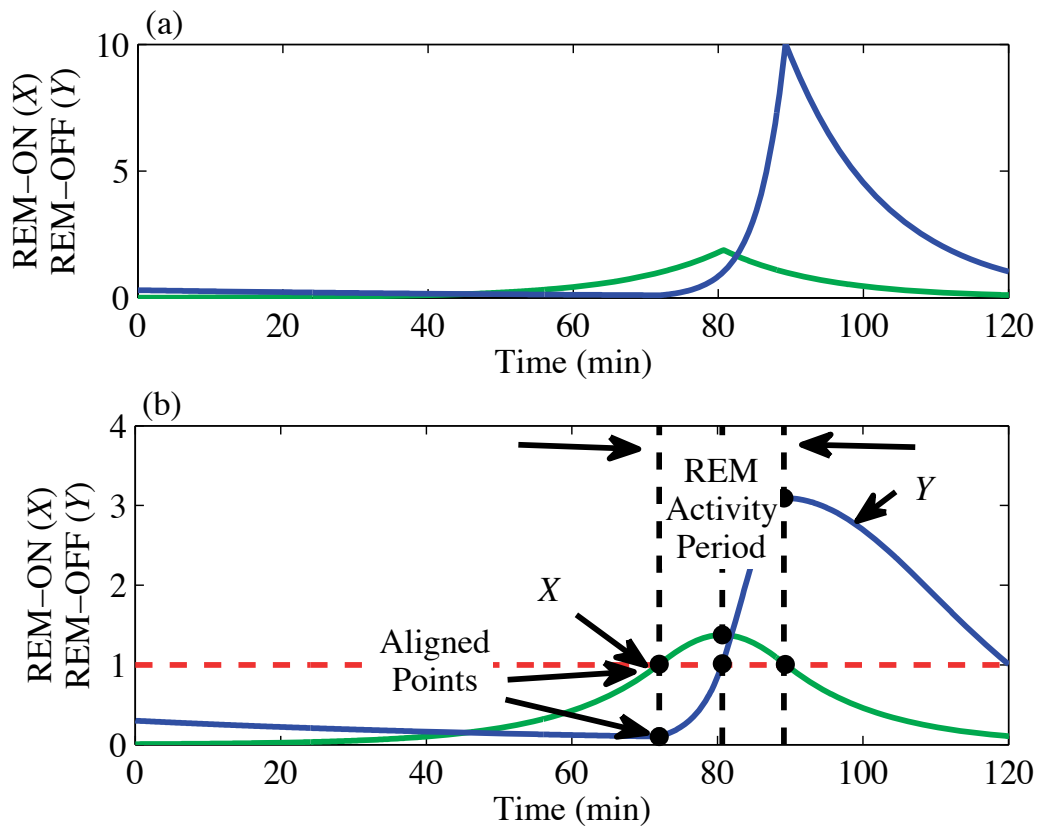 (a)
REM–ON (X)
REM–OFF (Y)
10
5
0
0 20 40 60 80 100 120
Time (min)
(b)
REM–ON (X)
REM–OFF (Y)
4
3
2
1
0
REM
Activity
Period
Y
X
Aligned
Points
0 20 40 60 80 100 120
Time (min)